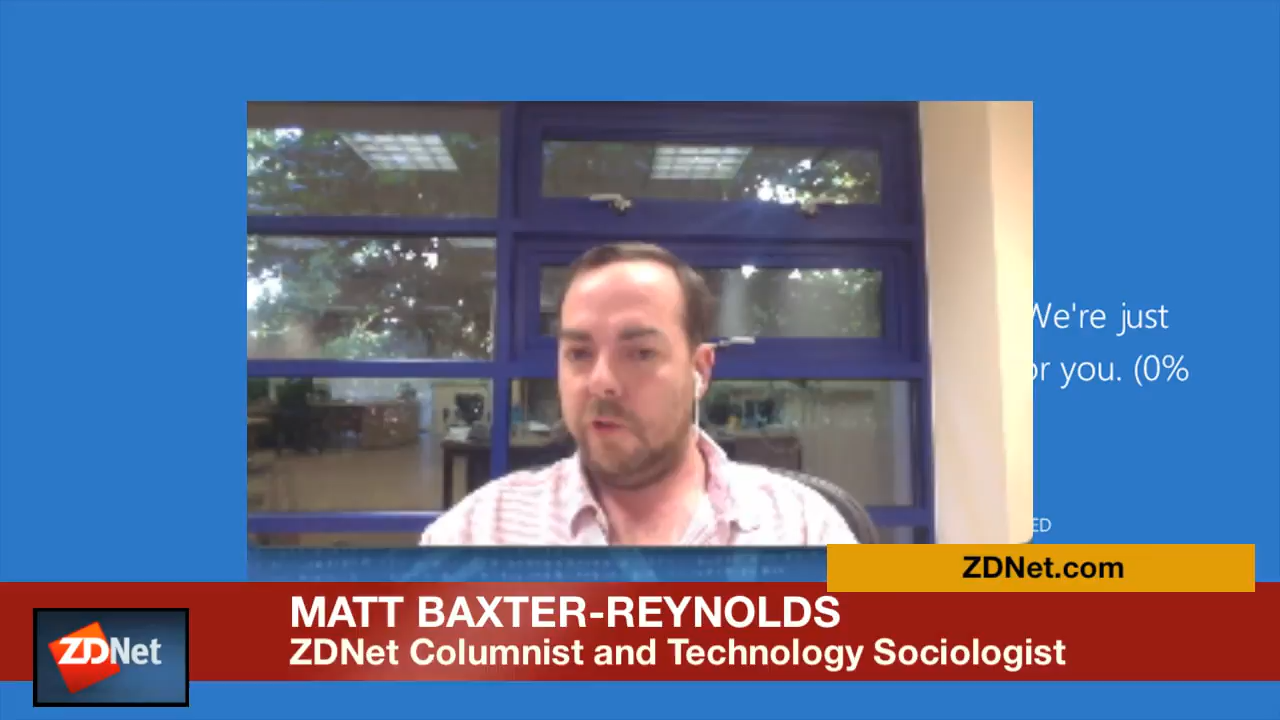 We're just
or you. (0%
ED
ZDNet.com
MATT BAXTER-REYNOLDS
ZDNet Columnist and Technology Sociologist
ZDNet